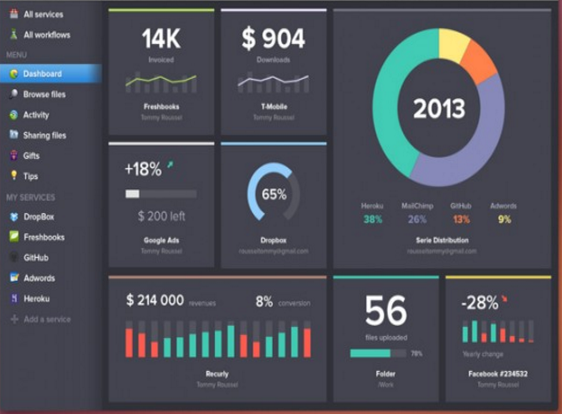 All services
All workflows
MENU
Dashboard
Browse files
Activity
Sharing files
Gifts
Tips
MY SERVICES
DropBox
Freshbooks
GitHub
Adwords
Heroku
Add a service
14K
Invoiced
Freshbooks
Tommy Roussel
$ 904
Downloads
T-Mobile
Tommy Roussel
2013
Heroku MailChimp GitHub Adwords
38% 26% 13% 9%
Serie Distribution
rousseltommy@gmail.com
+18%
$ 200 left
Google Ads
Tommy Roussel
65%
Dropbox
rousseltommy@gmail.com
$ 214 000 revenues 8% conversion
Recurly
Tommy Roussel
56
files uploaded
78%
Folder
/More
-28%
Yearly change
Facebook #234532
Tommy Roussel